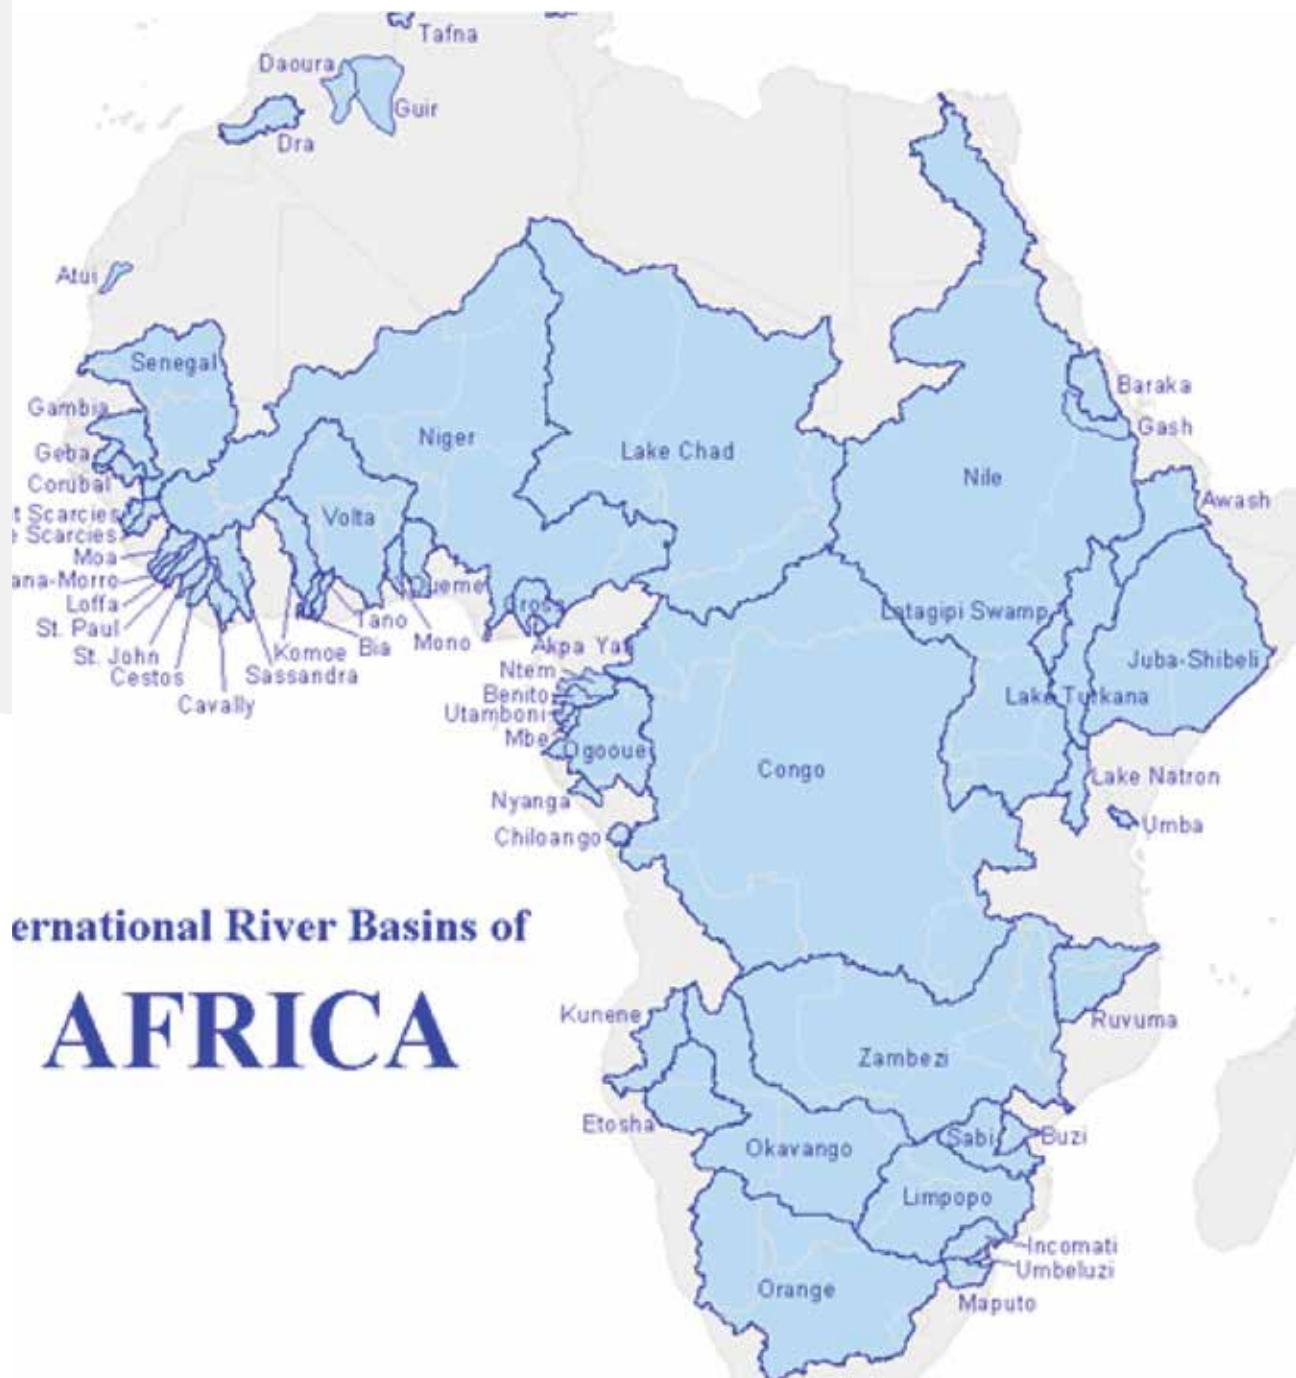 Tafna
Daoura
Guir
Dra
Atui
Senegal
Baraka
Gambia
Gash
Niger
Lake Chad
Geba
Nile
Corubal
Awash
t Scarcies
Volta
e Scarcies
Moa
ana-Morro
Oueme
Loffa
Cross
Latagipi Swamp
Tano
St. Paul
Mono
Akpa Yafi
Bia
Komoe
St. John
Juba-Shibeli
Ntem
Cestos
Sassandra
Benito
Lake Turkana
Cavally
Utamboni
Mbe
Ogooue
Congo
Lake Natron
Nyanga
Umba
Chiloango
ernational River Basins of
AFRICA
Kunene
Ruvuma
Zambezi
Etosha
Sabi
Buzi
Okavango
Limpopo
Incomati
Umbeluzi
Orange
Maputo